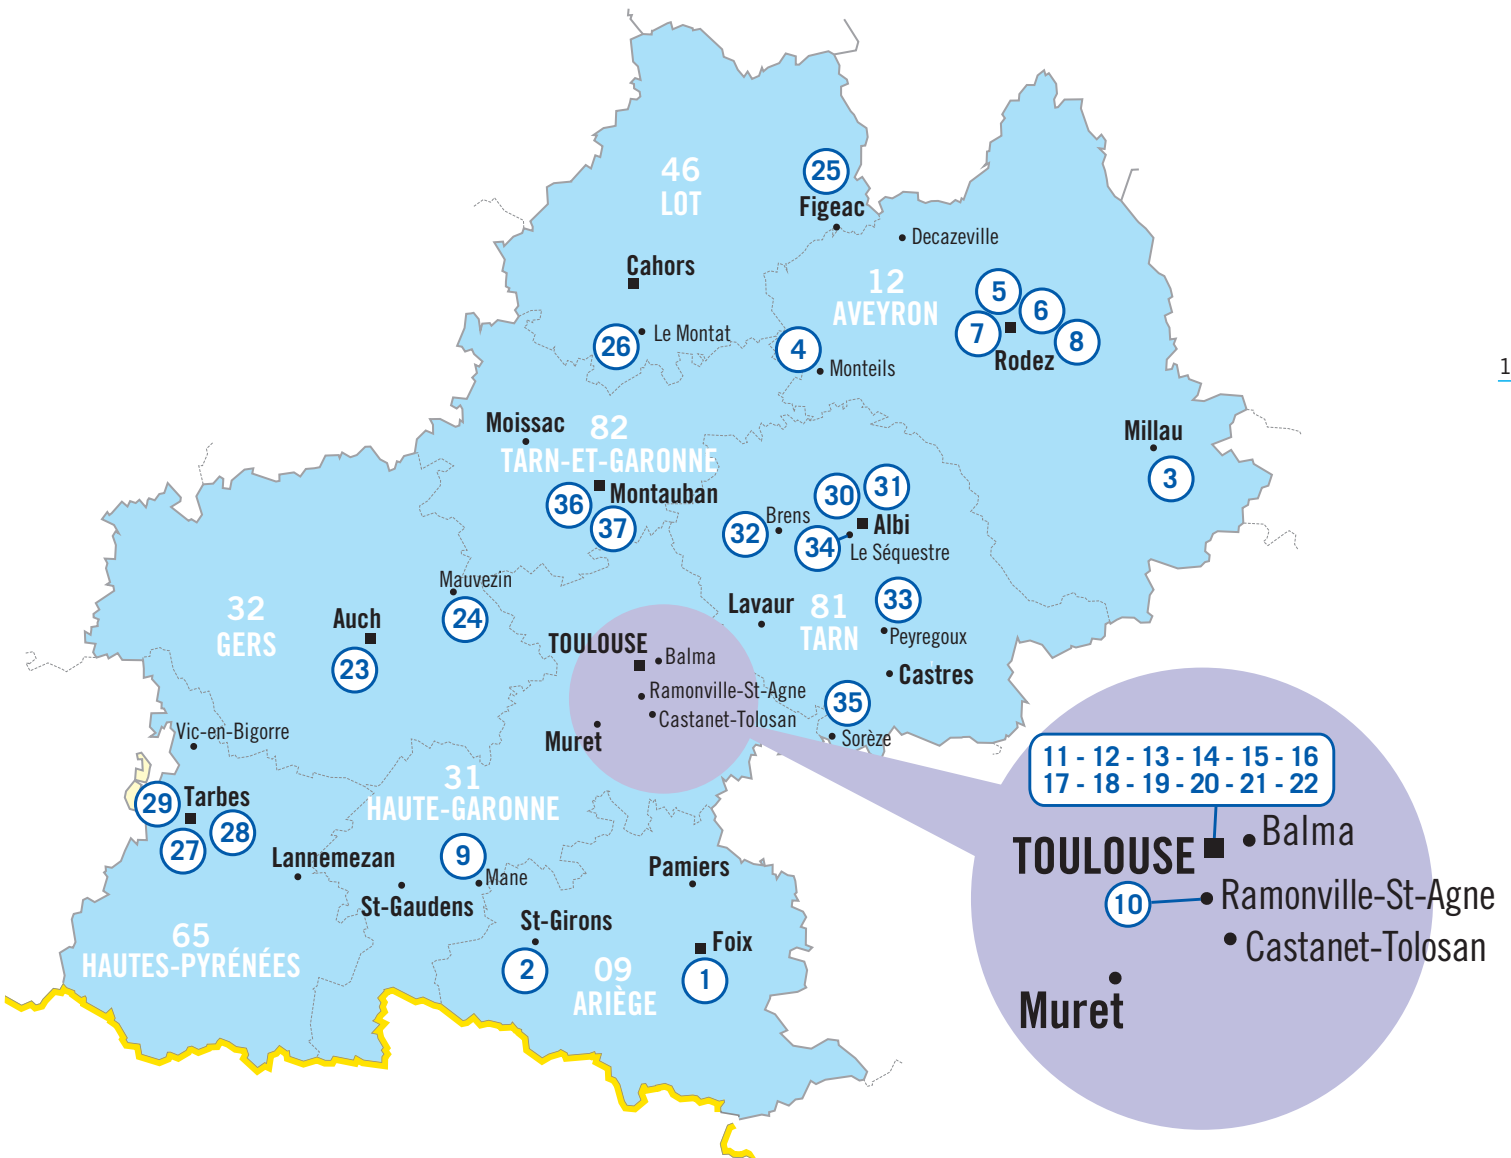 46
LOT
25
Figeac
Decazeville
Cahors
12
AVEYRON
5
6
7
8
Rodez
Le Montat
26
4
Monteils
1
Moissac
82
TARN-ET-GARONNE
Montauban
36
37
Millau
3
30
31
Brens
32
Albi
34
Le Séquestre
Mauvezin
24
32
GERS
Auch
23
Lavaur
81
TARN
33
Peyregoux
Castres
35
Sorèze
TOULOUSE
Balma
Ramonville-St-Agne
Castanet-Tolosan
Muret
Vic-en-Bigorre
29
Tarbes
28
27
31
HAUTE-GARONNE
9
Mane
Lannemezan
St-Gaudens
Pamiers
St-Girons
2
Foix
1
09
ARIÈGE
65
HAUTES-PYRÉNÉES
11 - 12 - 13 - 14 - 15 - 16
17 - 18 - 19 - 20 - 21 - 22
TOULOUSE
Balma
10
Ramonville-St-Agne
Castanet-Tolosan
Muret